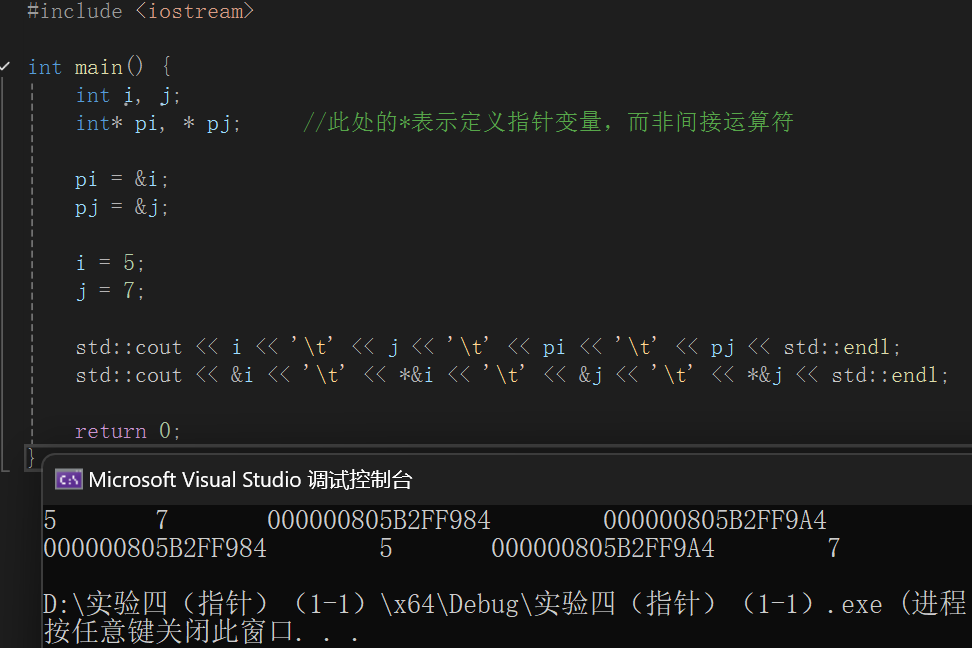 #include <iostream>
int main() {
int i, j;
int* pi, * pj; //此处的*表示定义指针变量，而非间接运算符
pi = &i;
pj = &j;
i = 5;
j = 7;
std::cout << i << '\t' << j << '\t' << pi << '\t' << pj << std::endl;
std::cout << &i << '\t' << *&i << '\t' << &j << '\t' << *&j << std::endl;
return 0;
}
Microsoft Visual Studio 调试控制台
5 7 000000805B2FF984 000000805B2FF9A4
000000805B2FF984 5 000000805B2FF9A4 7
D:\实验四（指针）（1-1）\x64\Debug\实验四（指针）（1-1）.exe (进程
按任意键关闭此窗口. . .